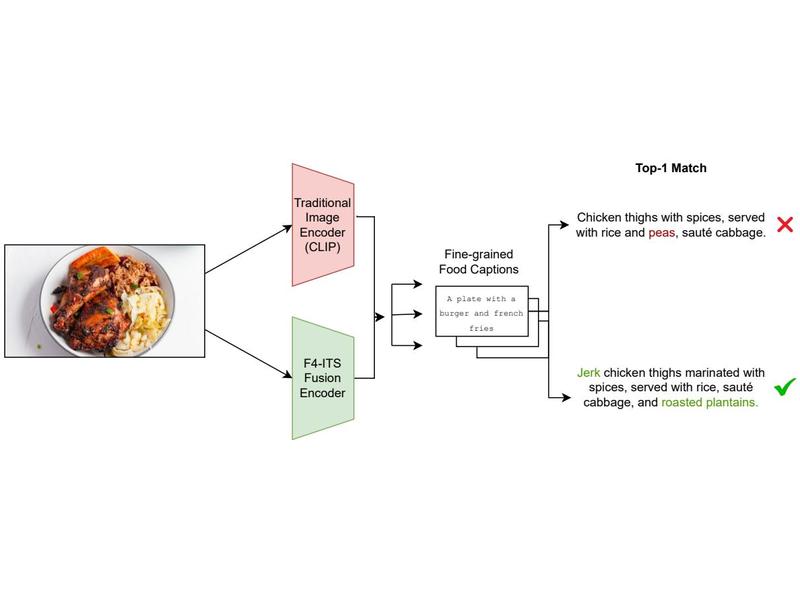 Top-1 Match
Traditional
Image
Encoder
(CLIP)
Chicken thighs with spices, served
with rice and peas, sauté cabbage.
Fine-grained
Food Captions
A plate with a
burger and french
fries
F4-ITS
Fusion
Encoder
Jerk chicken thighs marinated with
spices, served with rice, sauté
cabbage, and roasted plantains.